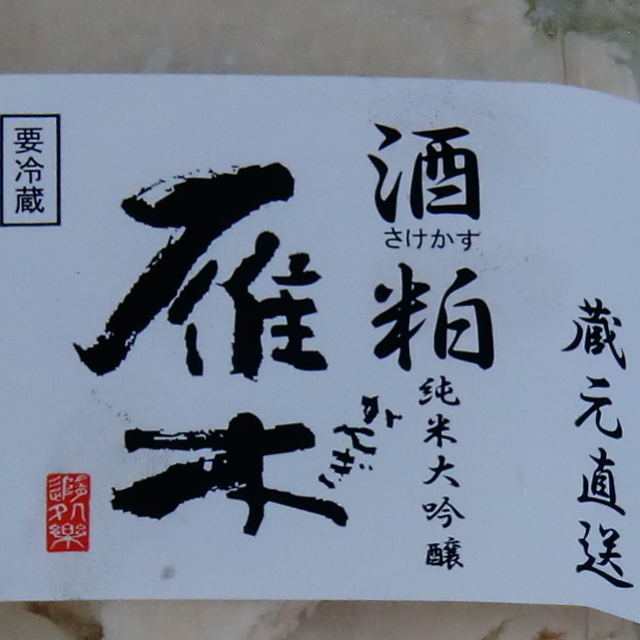 蔵元直送
酒粕
さけかす
純米大吟醸
雁木
がんぎ
要冷蔵